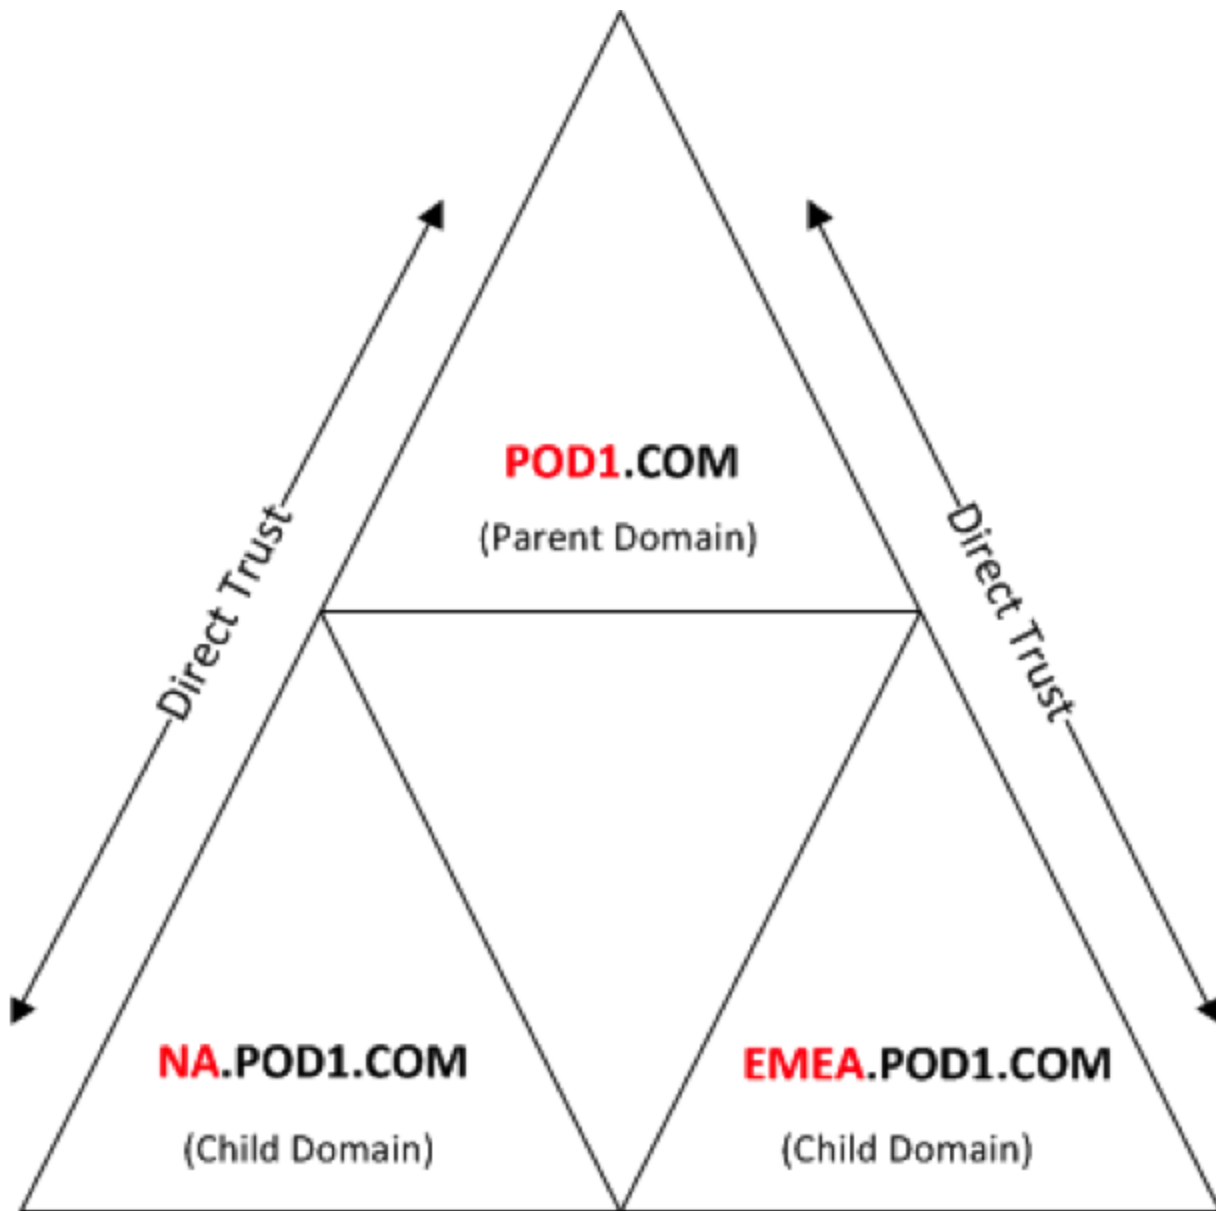 POD1.COM
(Parent Domain)
Direct Trust
Direct Trust
NA.POD1.COM
(Child Domain)
EMEA.POD1.COM
(Child Domain)